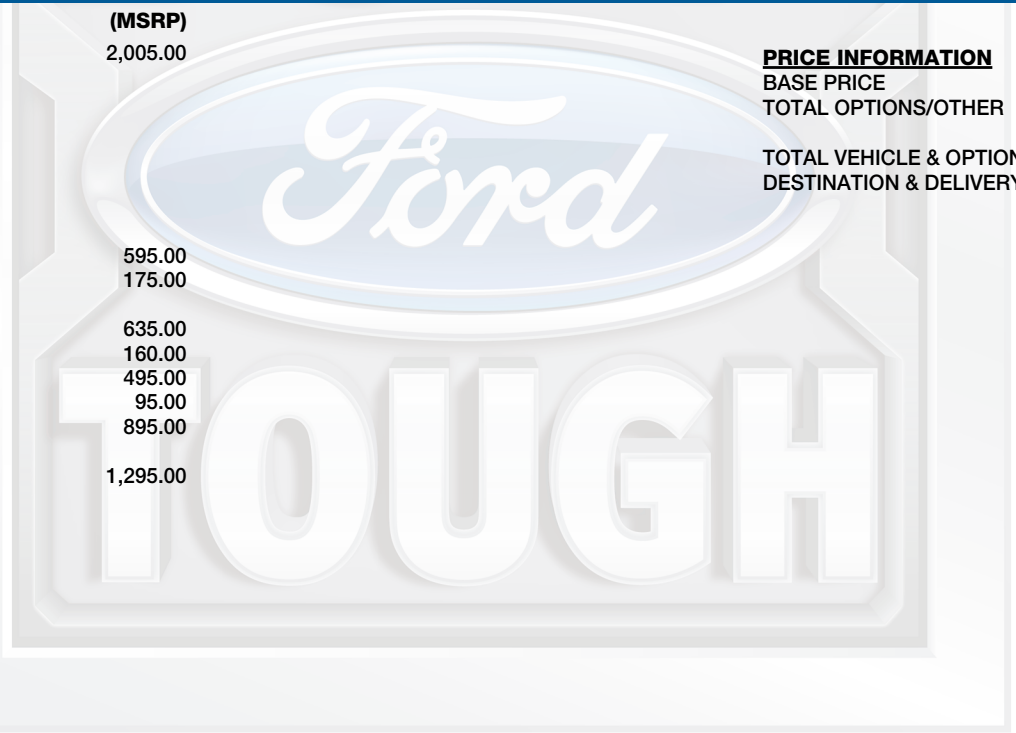 (MSRP)
2,005.00
595.00
175.00
635.00
160.00
495.00
95.00
895.00
1,295.00
PRICE INFORMATION
BASE PRICE
TOTAL OPTIONS/OTHER
TOTAL VEHICLE & OPTION
DESTINATION & DELIVERY
Ford
TOUGH